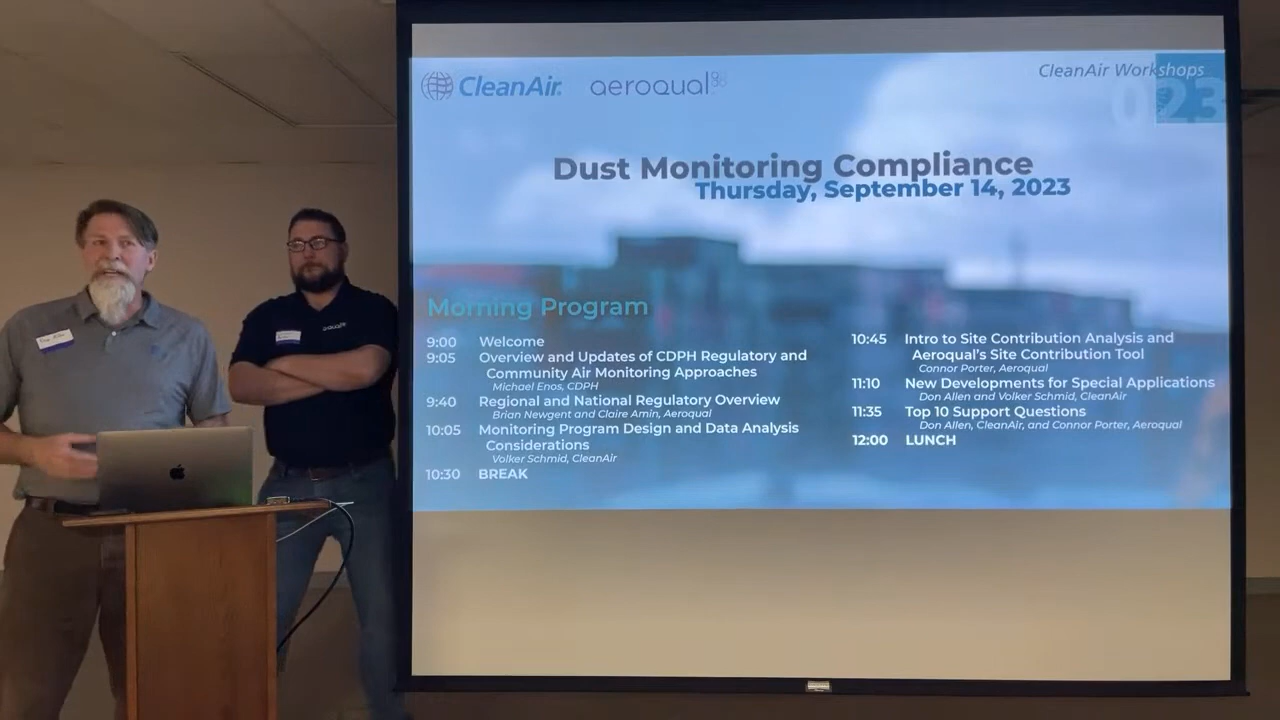 CleanAir
aeroqual
CleanAir Workshops
023
Dust Monitoring Compliance
Thursday, September 14, 2023
Morning Program
9:00 Welcome
9:05 Overview and Updates of CDPH Regulatory and
Community Air Monitoring Approaches
Michael Enos, CDPH
9:40 Regional and National Regulatory Overview
Brian Newgent and Claire Amin, Aeroqual
10:05 Monitoring Program Design and Data Analysis
Considerations
Volker Schmid, CleanAir
10:30 BREAK
10:45 Intro to Site Contribution Analysis and
Aeroqual's Site Contribution Tool
Connor Porter, Aeroqual
11:10 New Developments for Special Applications
Don Allen and Volker Schmid, CleanAir
11:35 Top 10 Support Questions
Don Allen, CleanAir, and Connor Porter, Aeroqual
12:00 LUNCH